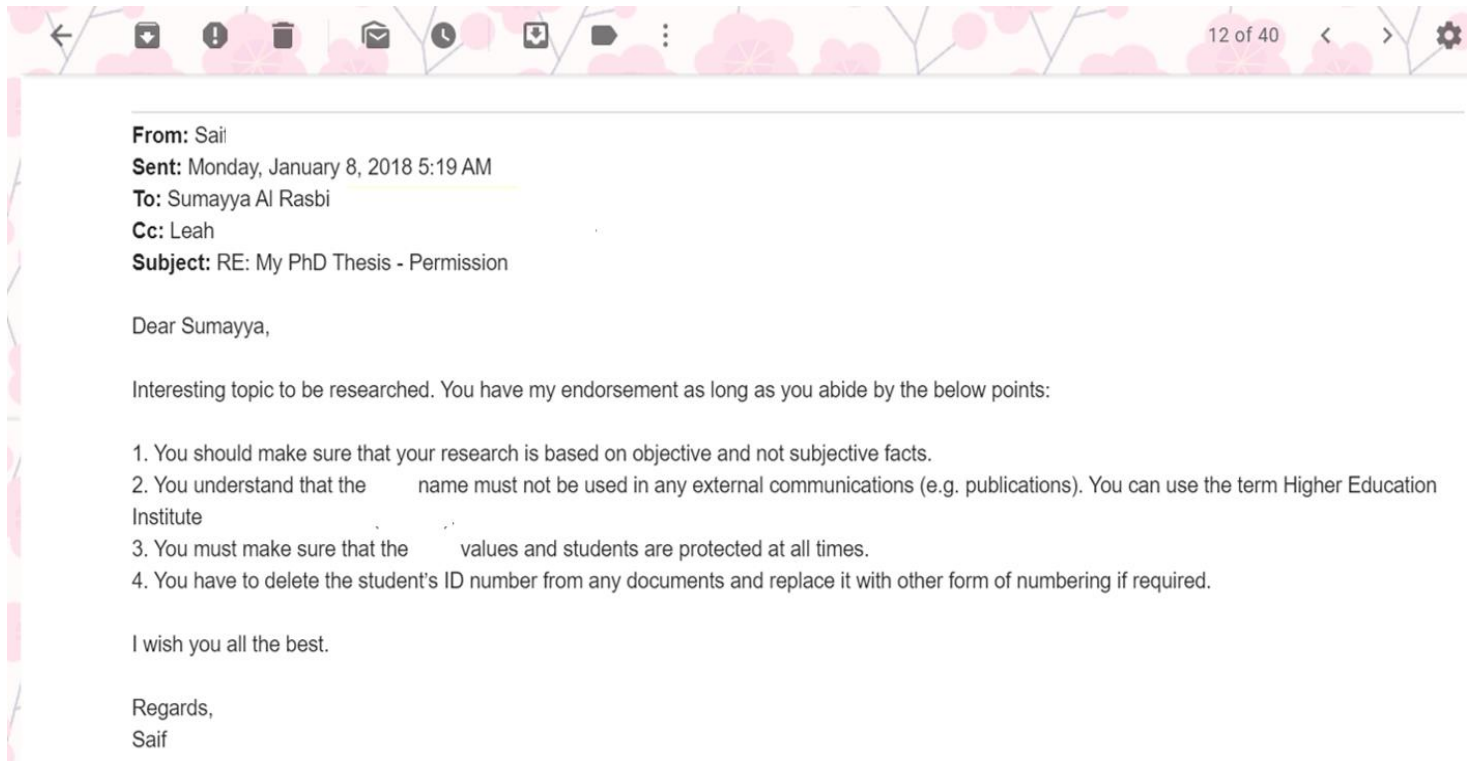 12 of 40
From: Saif
Sent: Monday, January 8, 2018 5:19 AM
To: Sumayya Al Rasbi
Cc: Leah
Subject: RE: My PhD Thesis - Permission
Dear Sumayya,
Interesting topic to be researched. You have my endorsement as long as you abide by the below points:
1. You should make sure that your research is based on objective and not subjective facts.
2. You understand that the name must not be used in any external communications (e.g. publications). You can use the term Higher Education
Institute
3. You must make sure that the values and students are protected at all times.
4. You have to delete the student's ID number from any documents and replace it with other form of numbering if required.
I wish you all the best.
Regards,
Saif